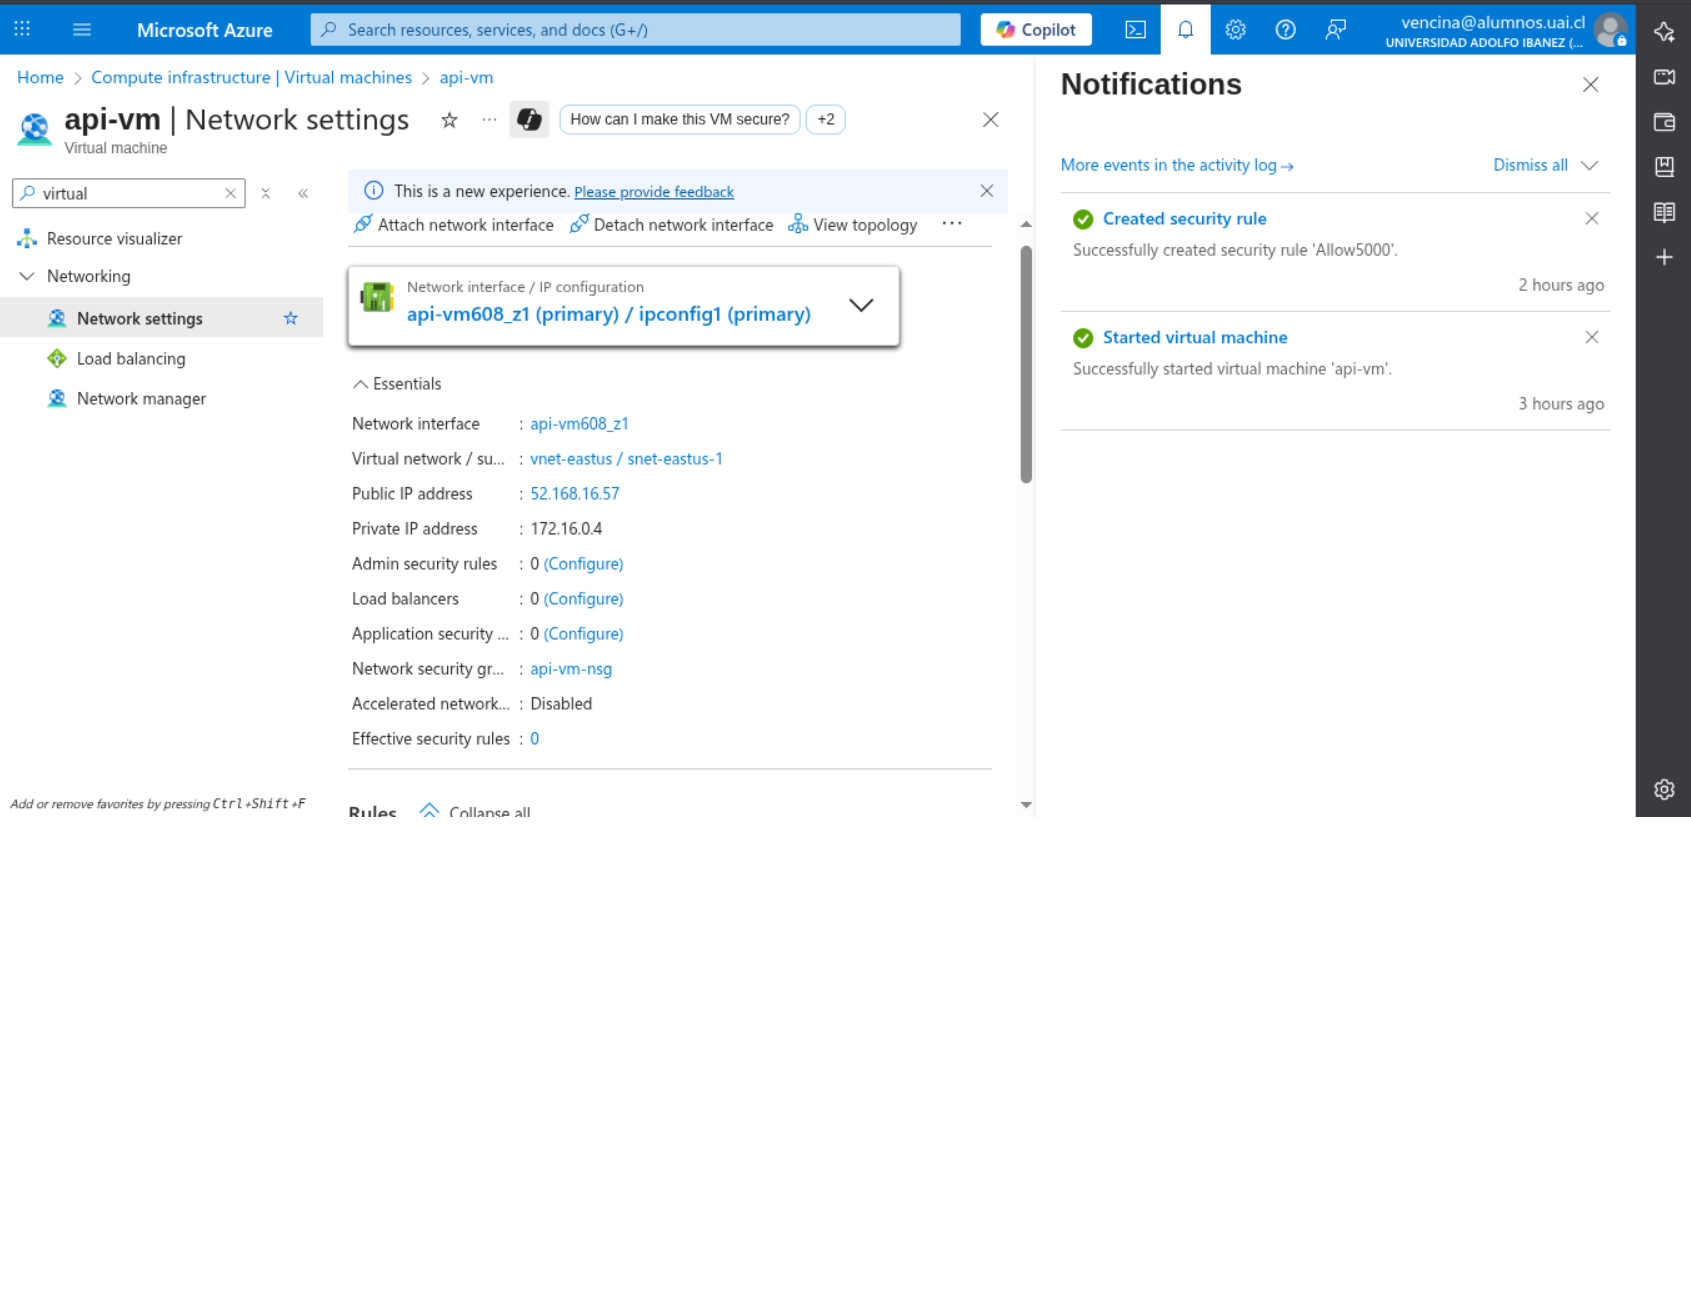 Microsoft Azure
Search resources, services, and docs (G+/)
Copilot
vencina@alumnos.uai.cl
UNIVERSIDAD ADOLFO IBANEZ (...
Home > Compute infrastructure | Virtual machines > api-vm
api-vm | Network settings
How can I make this VM secure?
+2
Virtual machine
virtual
Resource visualizer
Networking
Network settings
Load balancing
Network manager
Add or remove favorites by pressing Ctrl+Shift+F
This is a new experience. Please provide feedback
Attach network interface
Detach network interface
View topology
Network interface / IP configuration
api-vm608_z1 (primary) / ipconfig1 (primary)
Essentials
Network interface : api-vm608_z1
Virtual network / su... : vnet-eastus / snet-eastus-1
Public IP address : 52.168.16.57
Private IP address : 172.16.0.4
Admin security rules : 0 (Configure)
Load balancers : 0 (Configure)
Application security ... : 0 (Configure)
Network security gr... : api-vm-nsg
Accelerated network... : Disabled
Effective security rules : 0
Rules
Collapse all
Notifications
More events in the activity log→
Dismiss all
Created security rule
Successfully created security rule 'Allow5000'.
2 hours ago
Started virtual machine
Successfully started virtual machine 'api-vm'.
3 hours ago